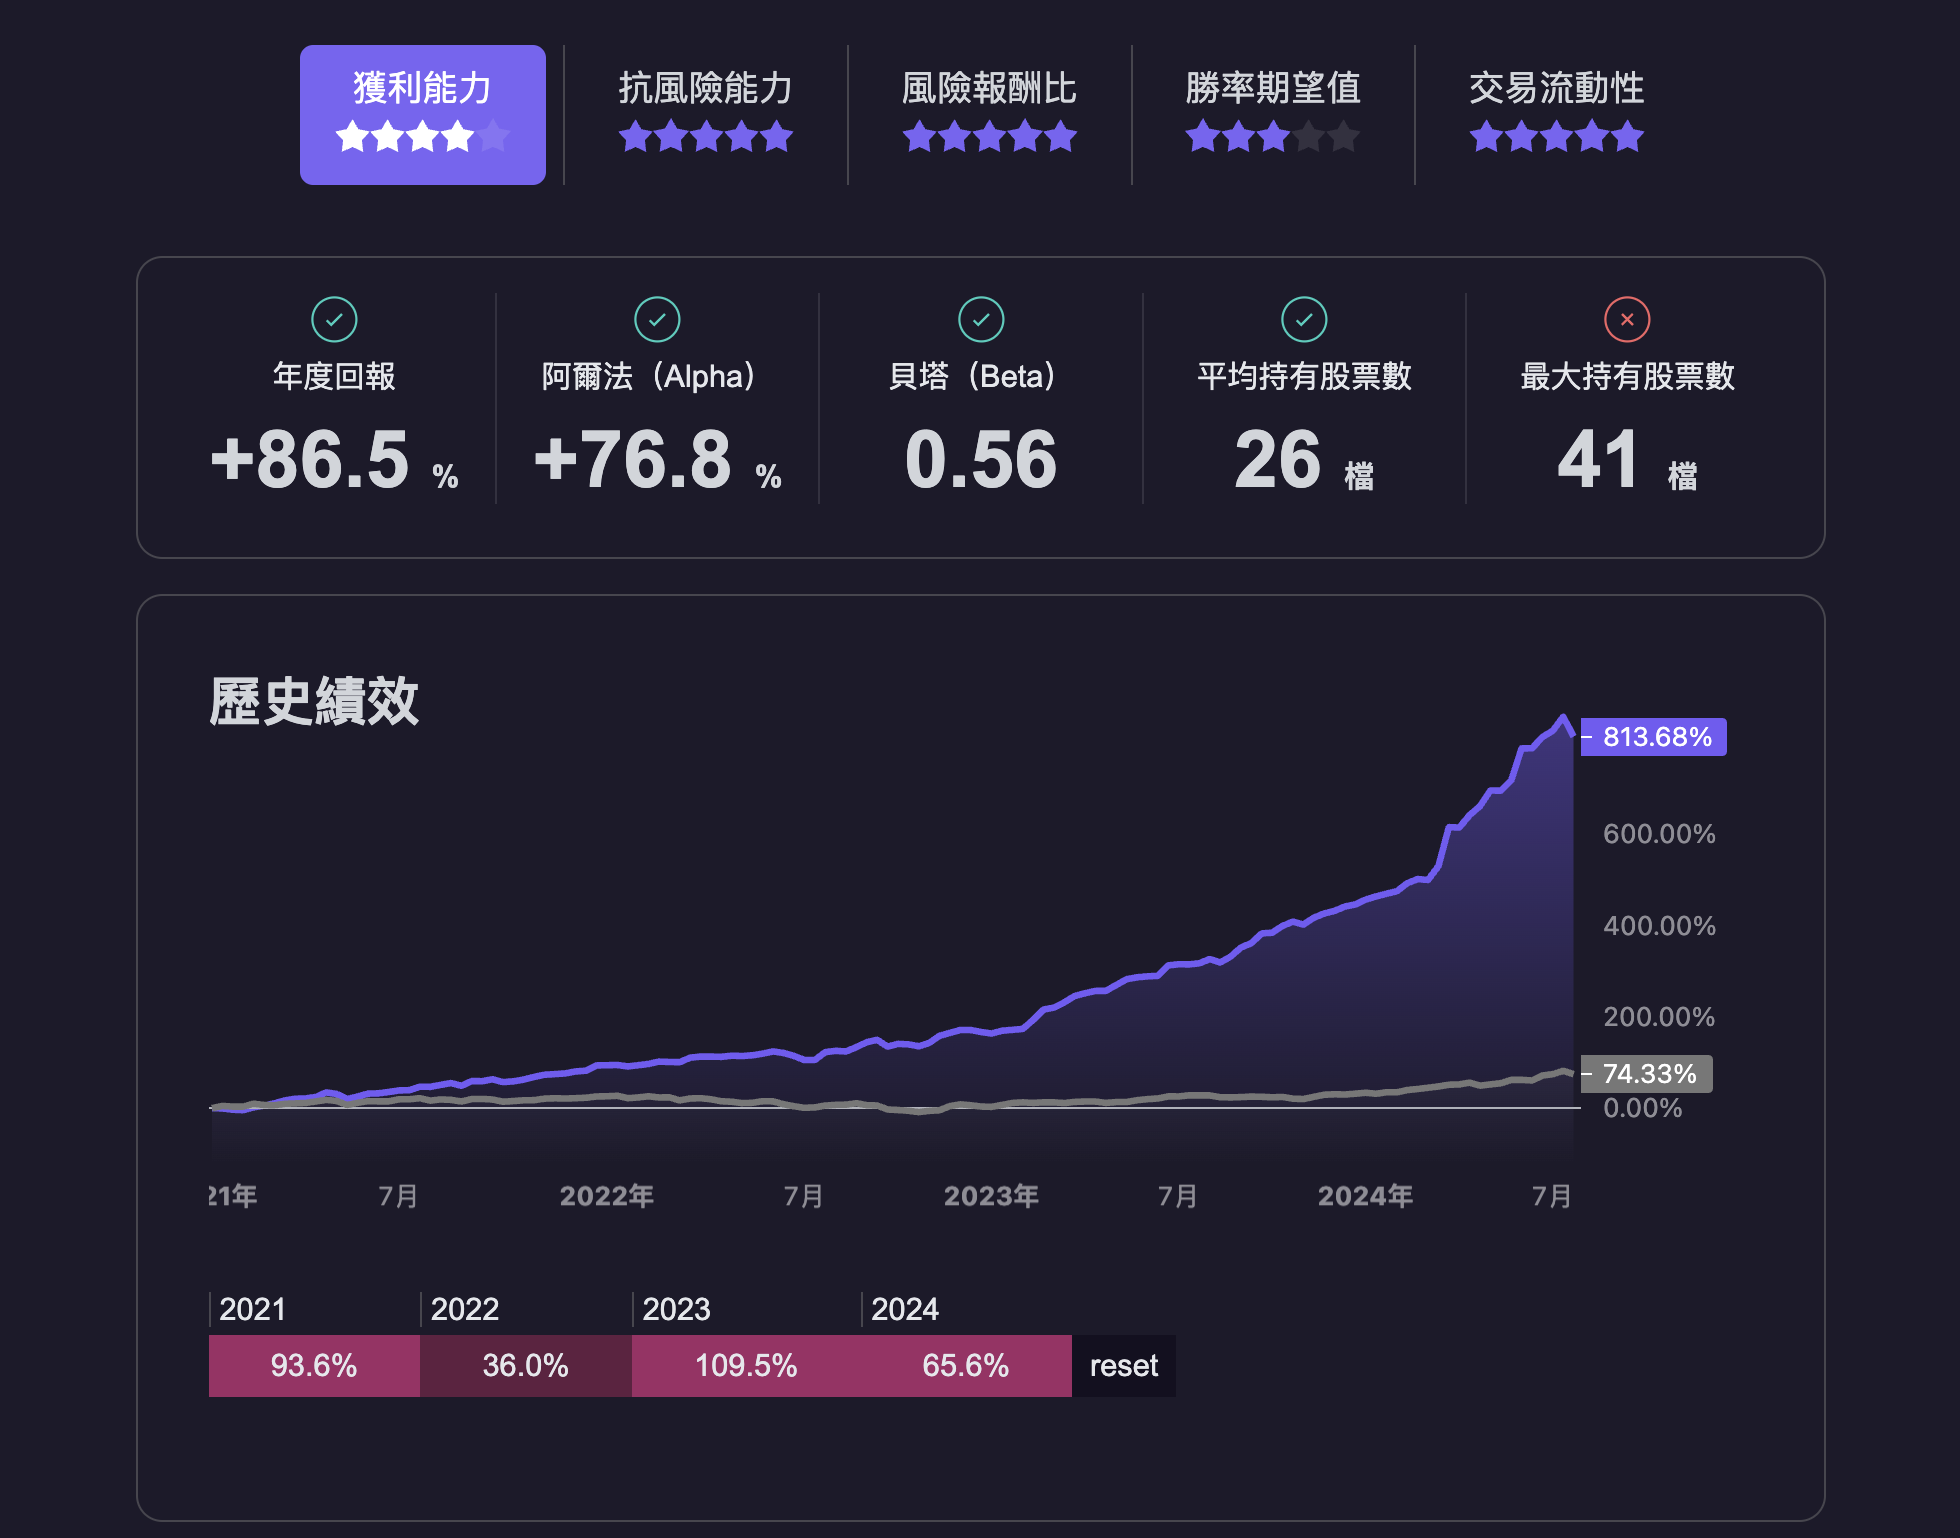 獲利能力
抗風險能力
風險報酬比
勝率期望值
交易流動性
年度回報
+86.5 %
阿爾法（Alpha）
+76.8 %
貝塔（Beta）
0.56
平均持有股票數
26 檔
最大持有股票數
41 檔
歷史績效
813.68%
600.00%
400.00%
200.00%
74.33%
0.00%
21年 7月 2022年 7月 2023年 7月 2024年 7月
2021 2022 2023 2024
93.6% 36.0% 109.5% 65.6% reset